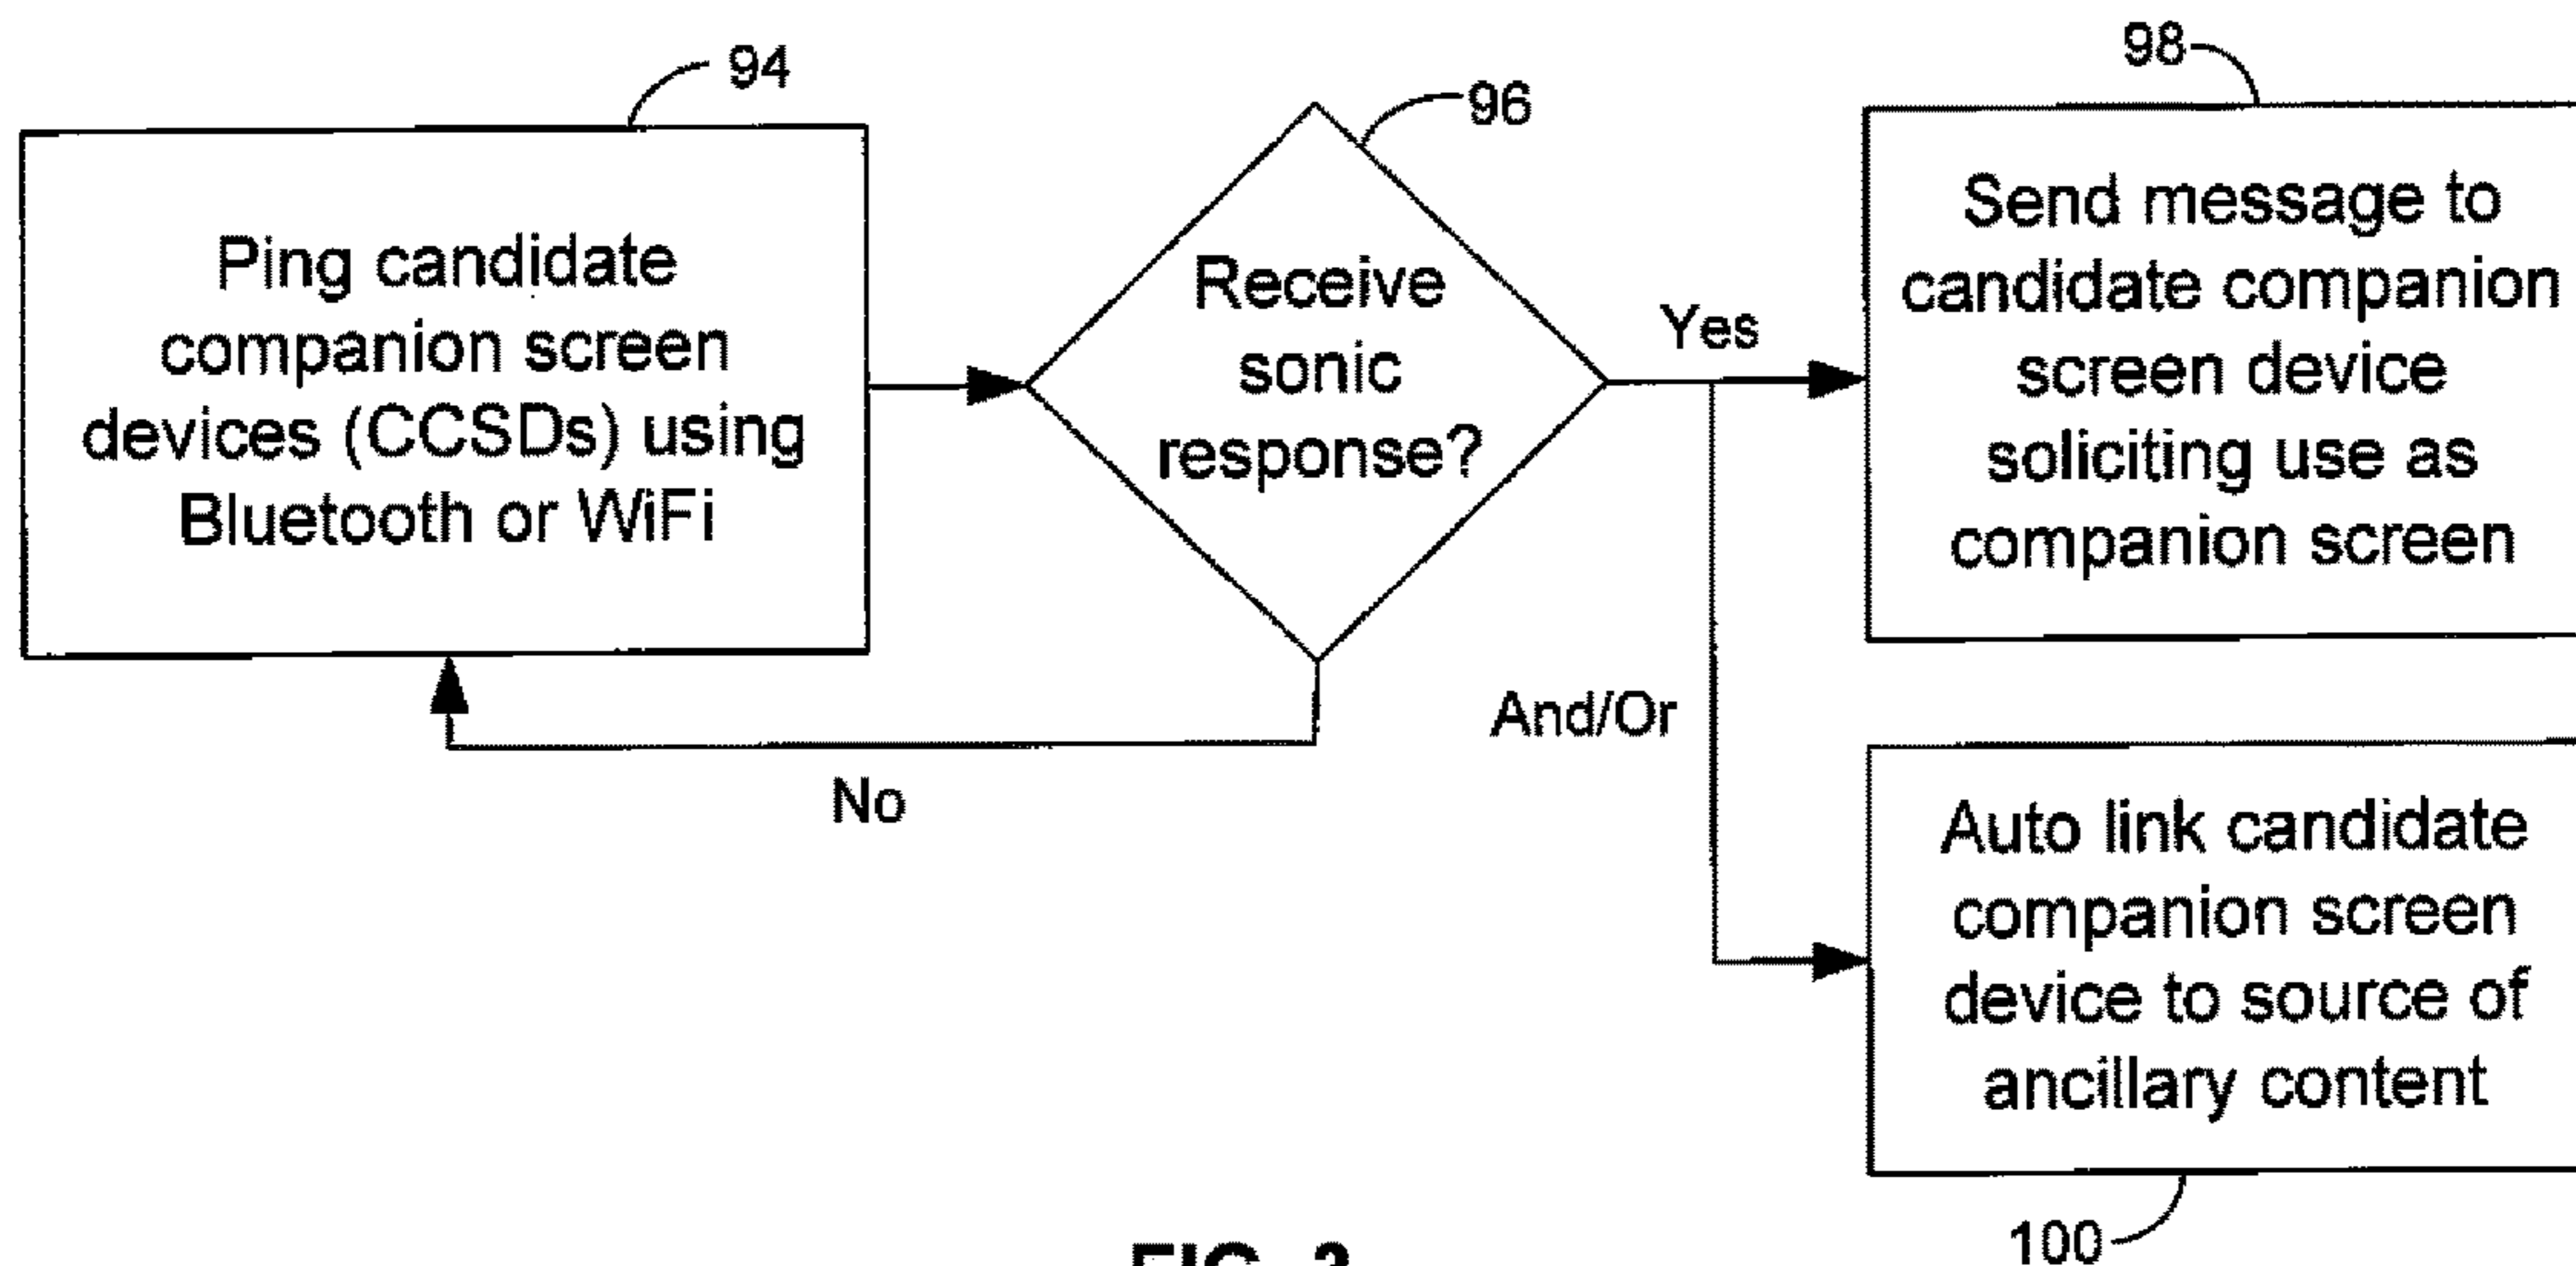 94
Ping candidate
companion screen
devices (CCSDs) using
Bluetooth or WiFi
96
Receive
sonic
response?
Yes
No
And/Or
98
Send message to
candidate companion
screen device
soliciting use as
companion screen
Auto link candidate
companion screen
device to source of
ancillary content
100
FIG. 3